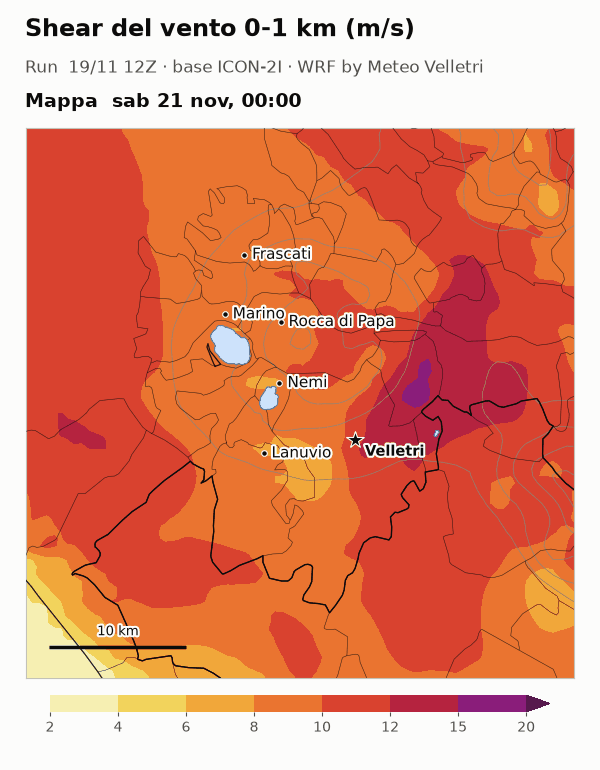 Shear del vento 0-1 km (m/s)
Run 19/11 12Z · base ICON-2I · WRF by Meteo Velletri
Mappa sab 21 nov, 00:00
Frascati
Marino
Rocca di Papa
Nemi
Velletri
Lanuvio
10 km
2 4 6 8 10 12 15 20